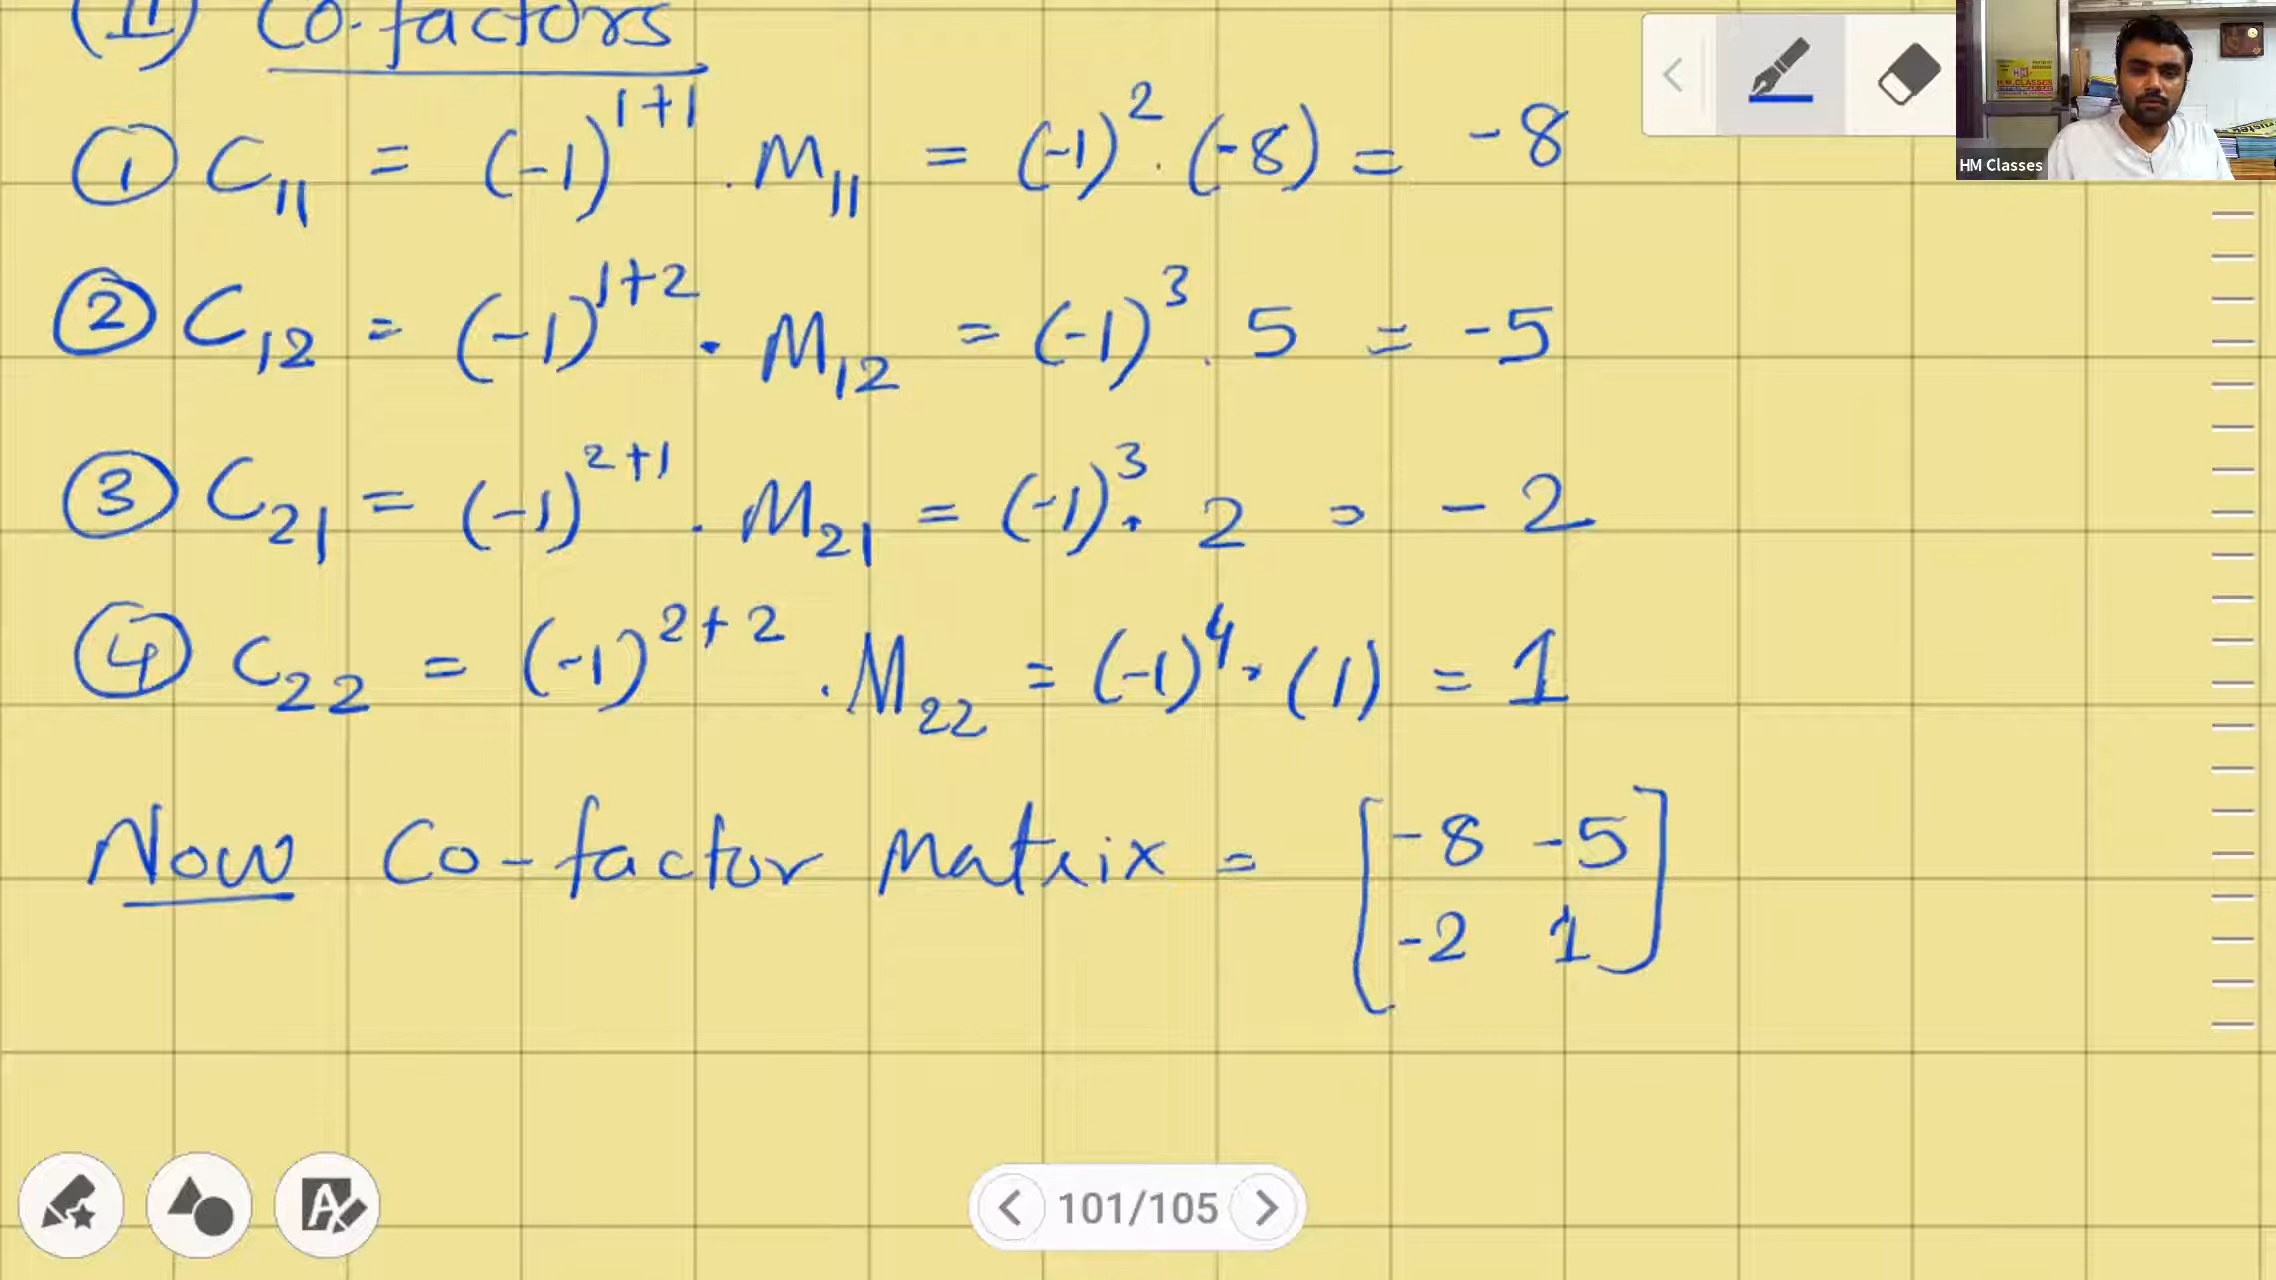 (II) Co-factors
① C₁₁ = (-1)¹⁺¹ . M₁₁ = (-1)² . (-8) = -8
② C₁₂ = (-1)¹⁺² . M₁₂ = (-1)³ . 5 = -5
③ C₂₁ = (-1)²⁺¹ . M₂₁ = (-1)³ . 2 = -2
④ C₂₂ = (-1)²⁺² . M₂₂ = (-1)⁴ . (1) = 1
Now Co-factor Matrix = [-8 -5
-2 1]
HM Classes
101/105